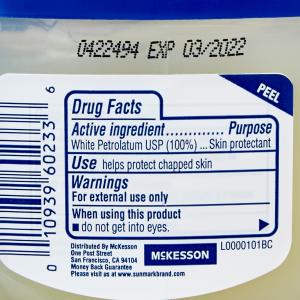 0422494 EXP 03/2022
PEEL
Drug Facts
Active ingredient............. Purpose
White Petrolatum USP (100%) ... Skin protectant
Use helps protect chapped skin
Warnings
For external use only
When using this product
■ do not get into eyes.
Distributed By McKesson
One Post Street
San Francisco, CA 94104
Money Back Guarantee
Please visit us at www.sunmarkbrand.com
McKESSON
L0000101BC
0 10939 60233 6